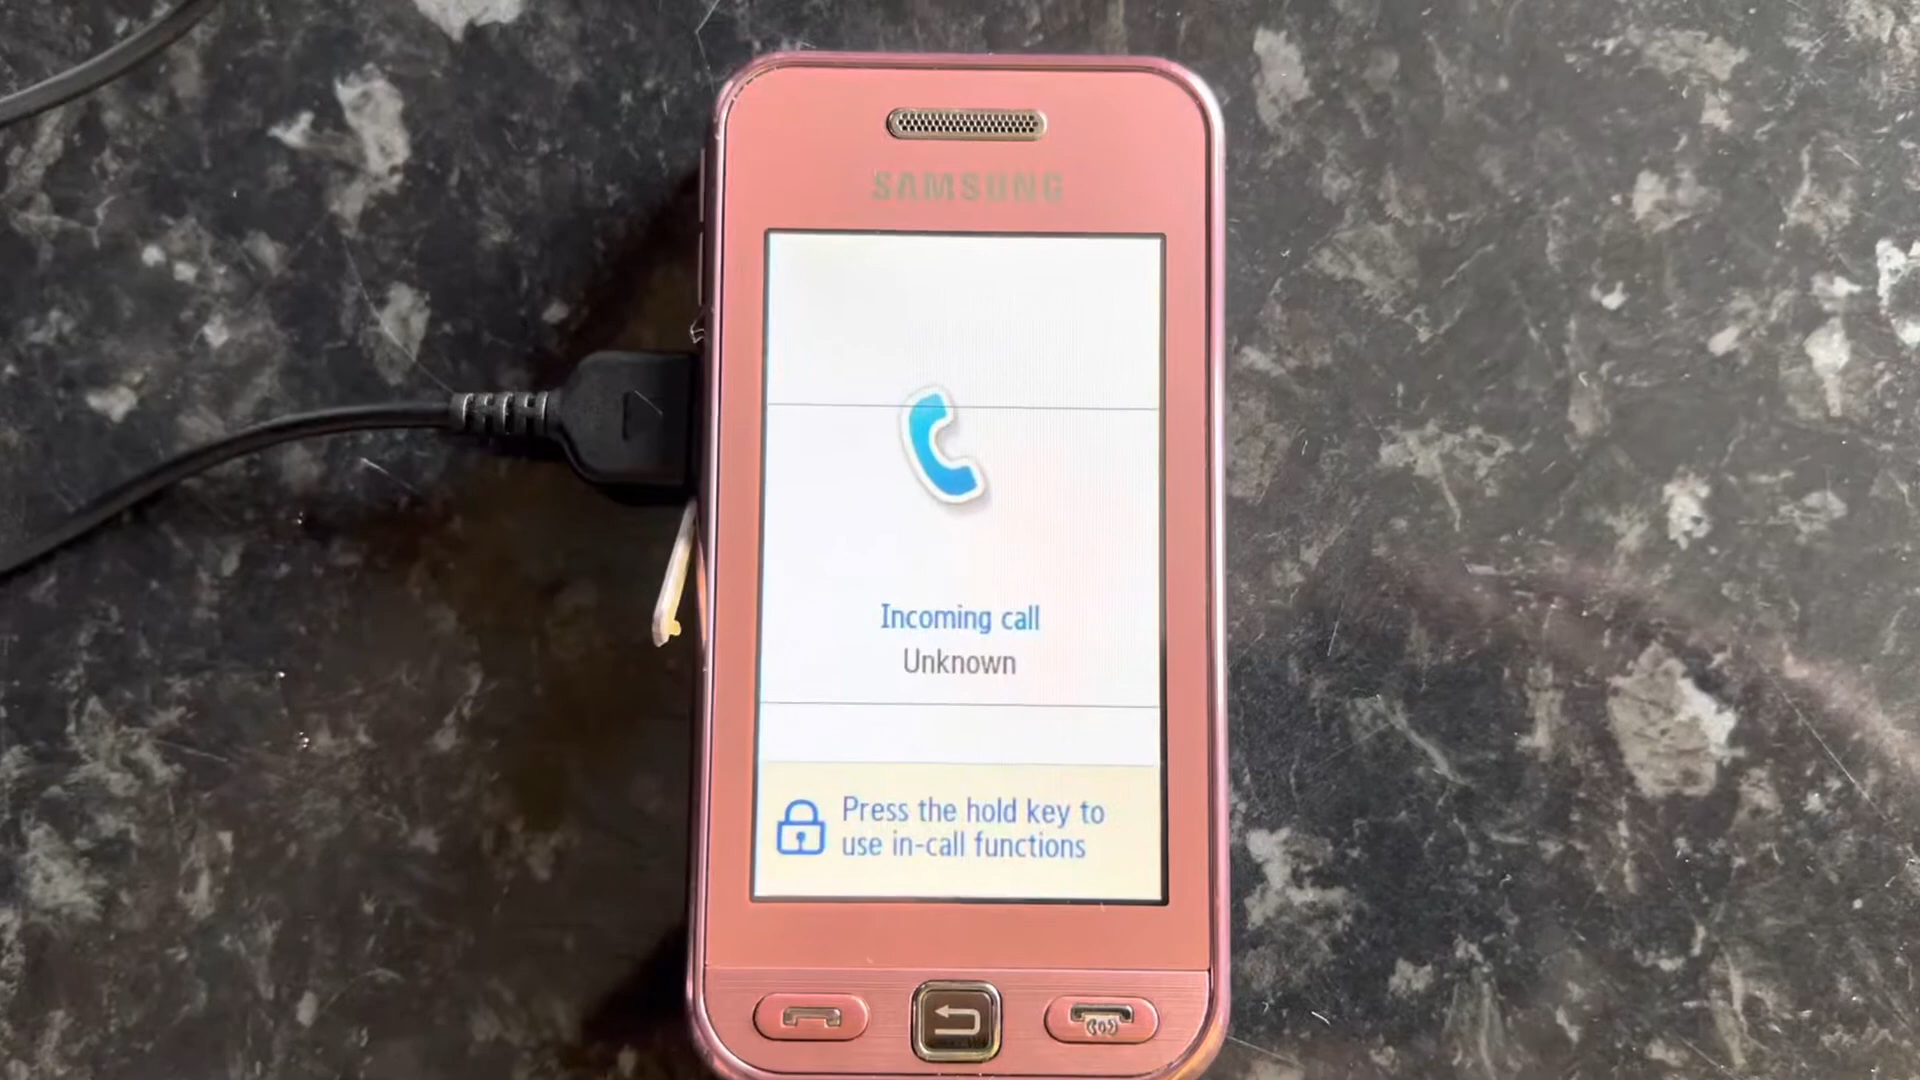 SAMSUNG
Incoming call
Unknown
Press the hold key to
use in-call functions